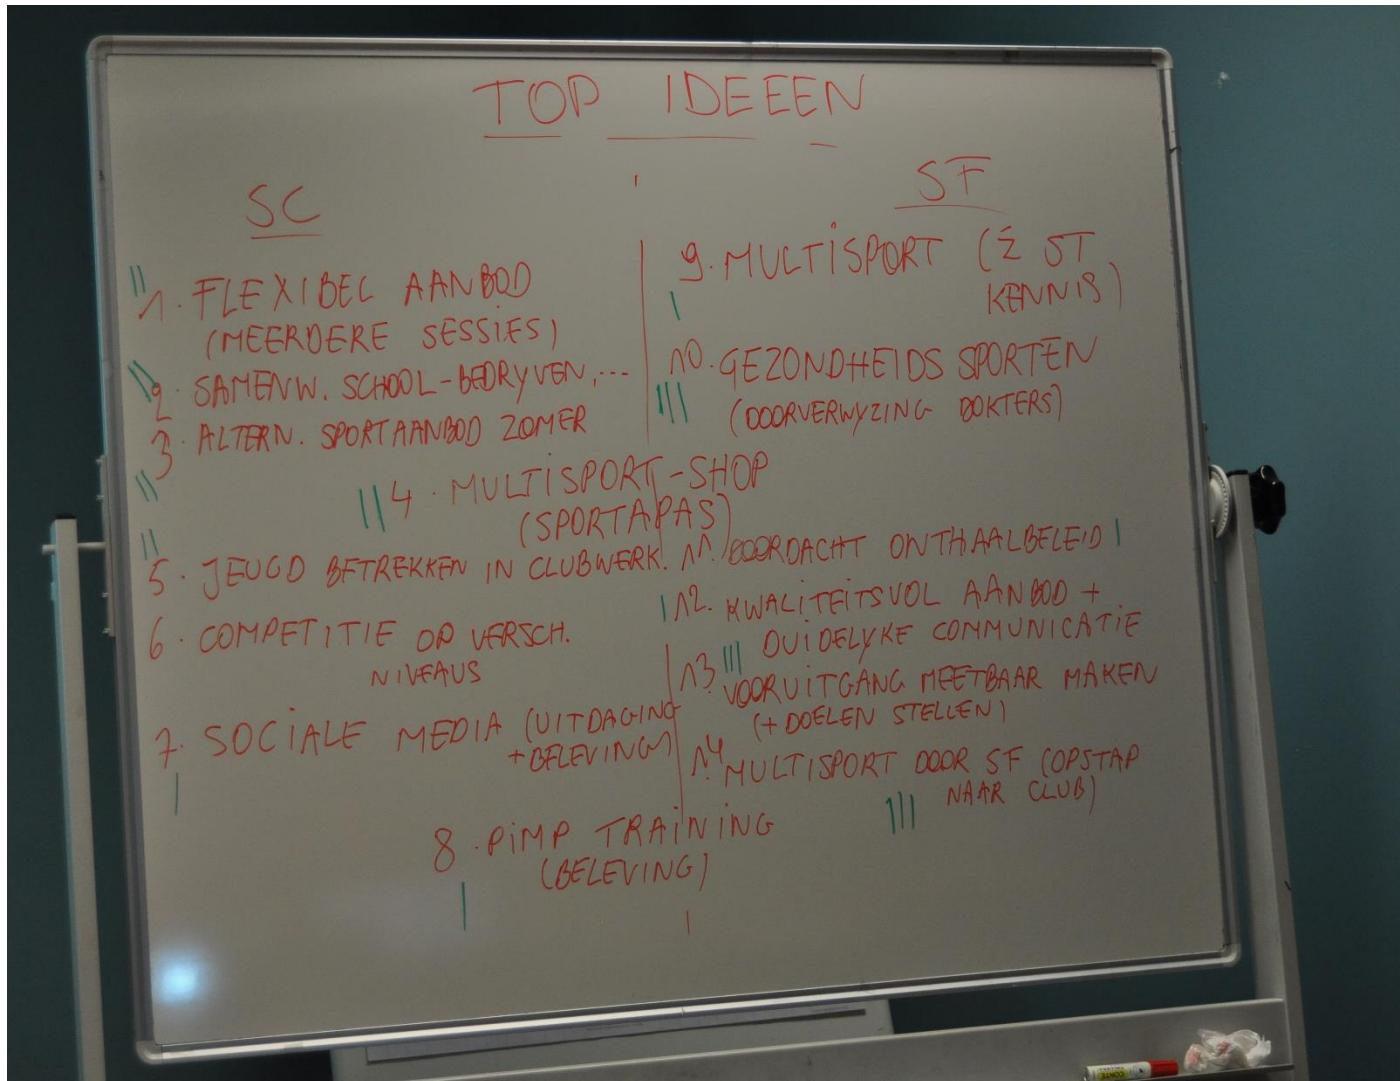 TOP IDEEEN
SC
1. FLEXIBEL AANBOD
(MEERDERE SESSIES)
2. SAMENW. SCHOOL-BEDRYVEN,...
3. ALTERN. SPORTAANBOD ZOMER
4. MULTISPORT-SHOP
(SPORTAPAS)
5. JEUGD BETREKKEN IN CLUBWERK.
6. COMPETITIE OP VERSCH.
NIVEAUS
7. SOCIALE MEDIA (UITDAGING
+BELEVING)
8. PIMP TRAINING
(BELEVING)
SF
9. MULTISPORT (Σ ST
KENNIS)
10. GEZONDHEIDS SPORTEN
(DOORVERWYZING DOKTERS)
11. DOORDACHT ONTHAALBELEID
12. KWALITEITSVOL AANBOD +
DUIDELYKE COMMUNICATIE
13. VOORUITGANG MEETBAAR MAKEN
(+ DOELEN STELLEN)
14. MULTISPORT DOOR SF (OPSTAP
NAAR CLUB)